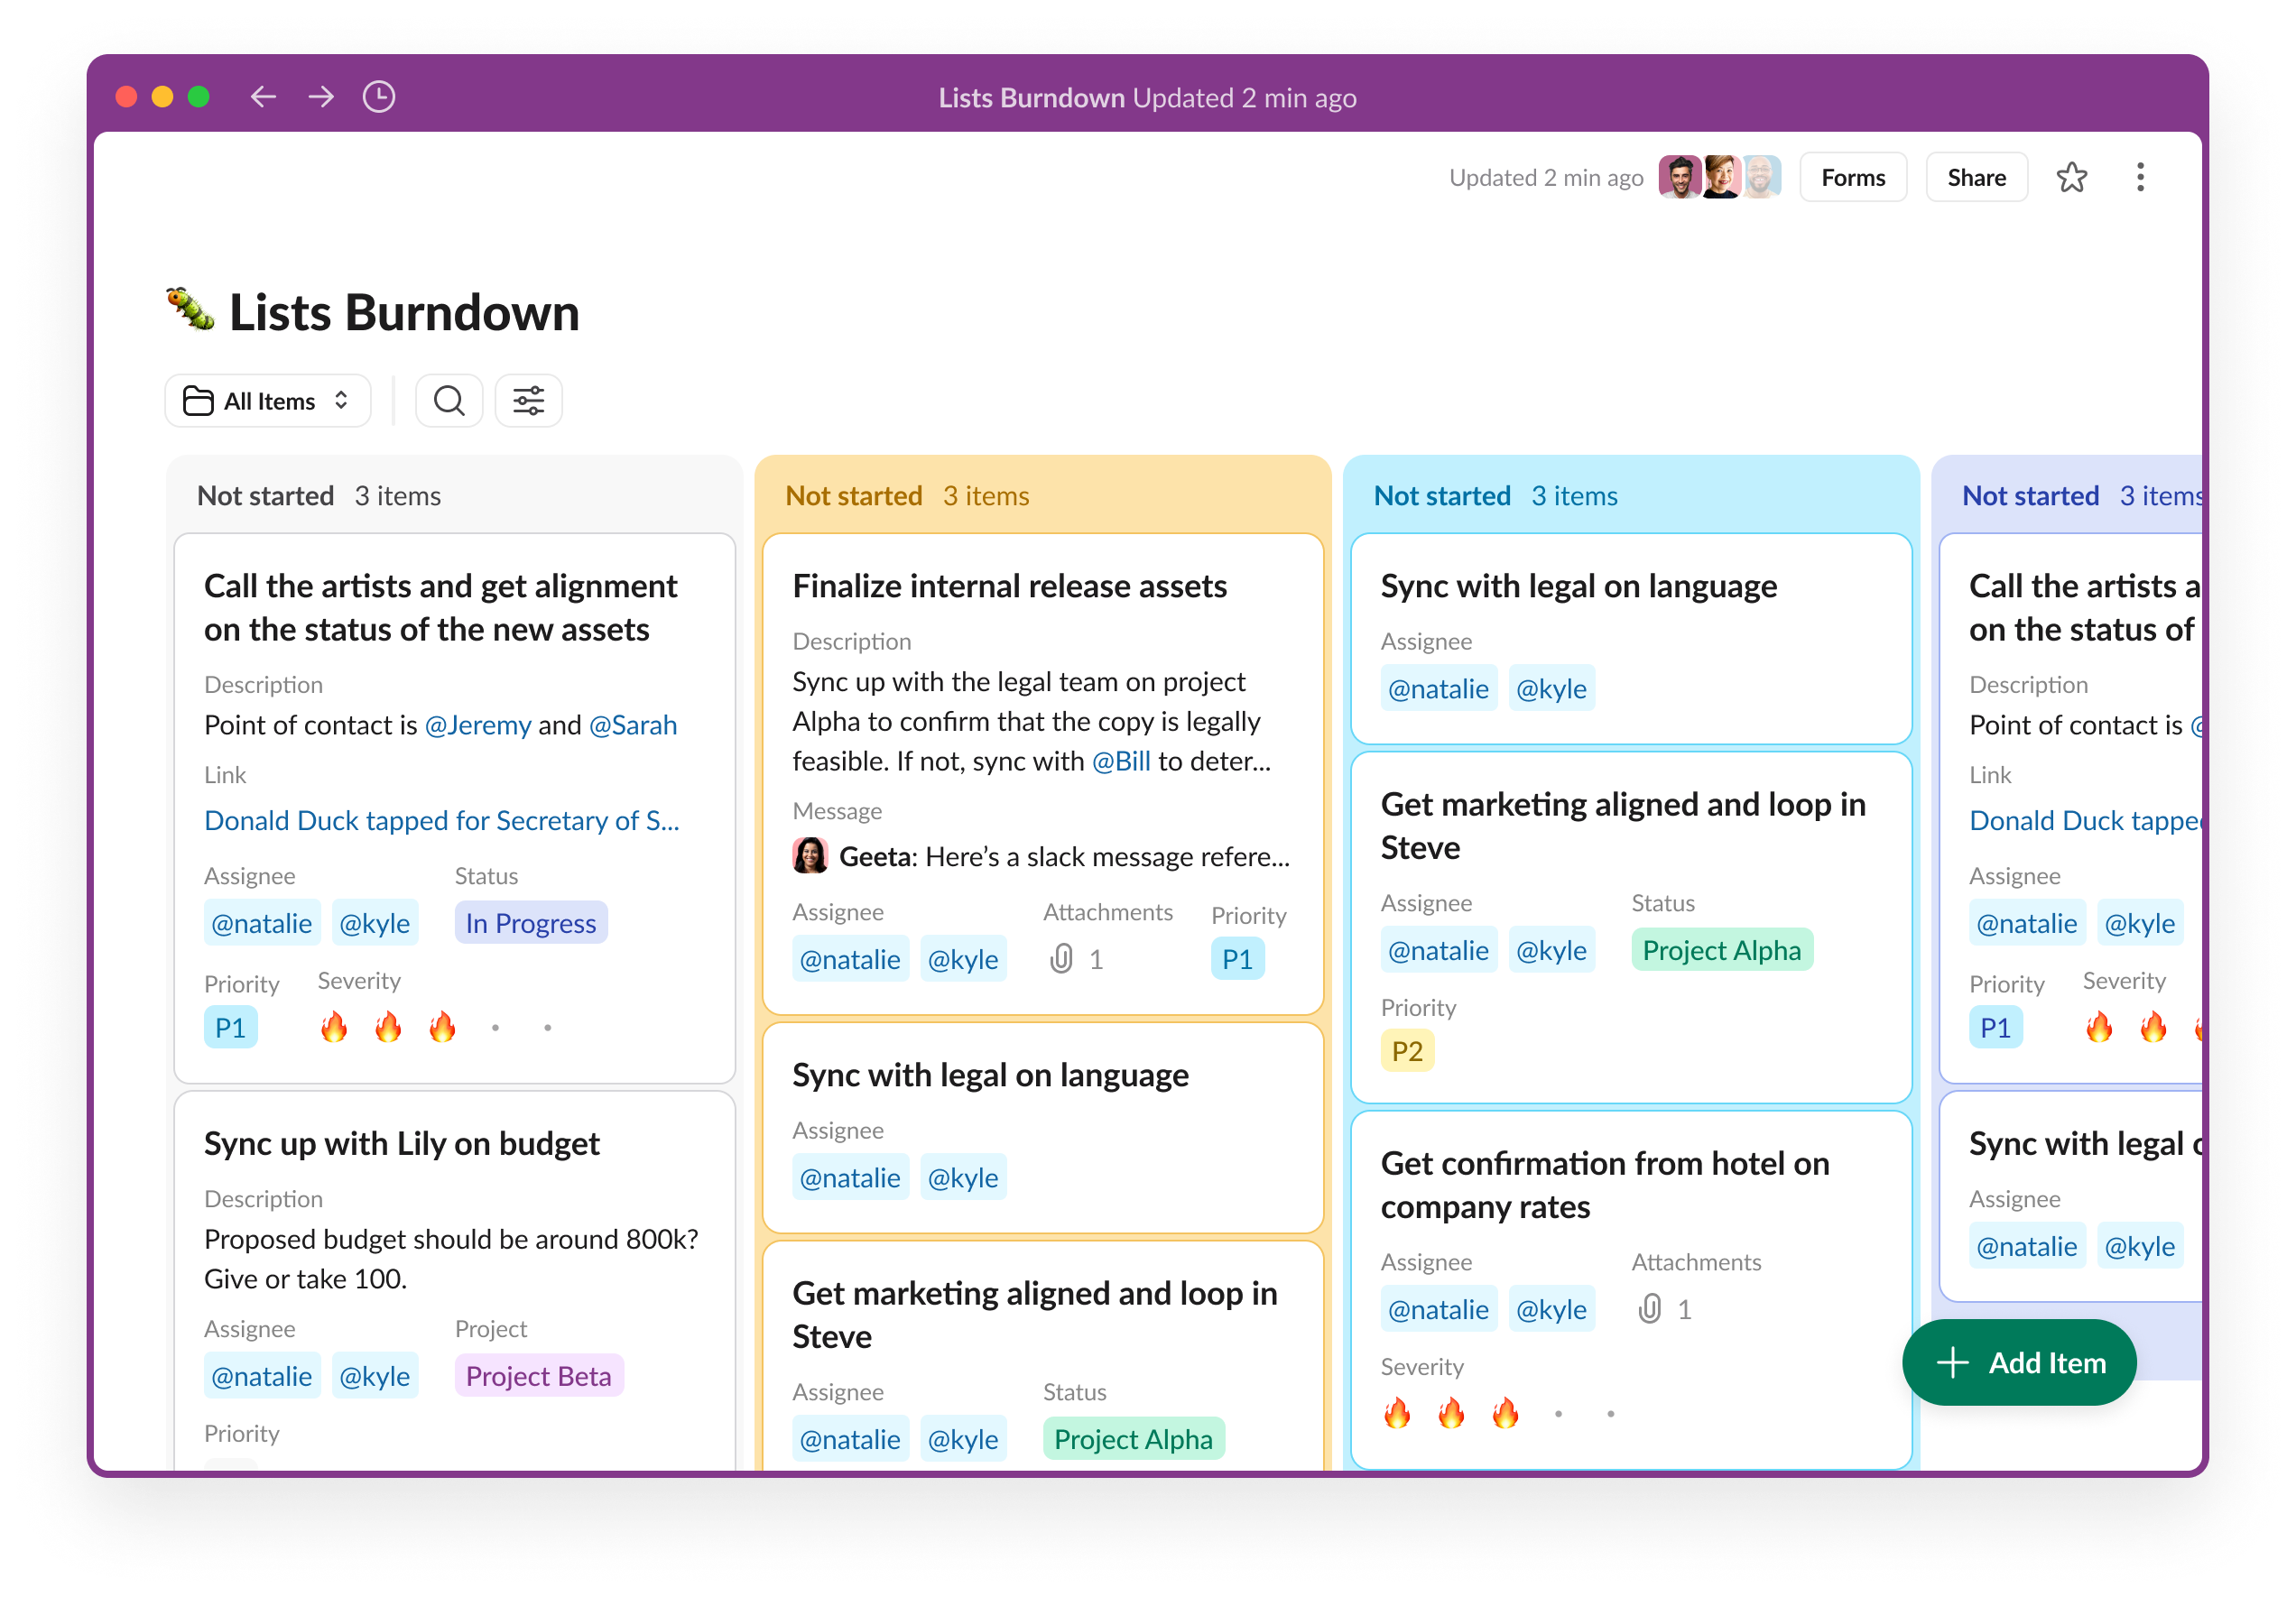 Lists Burndown Updated 2 min ago
Updated 2 min ago
Forms
Share
Lists Burndown
All Items
Not started 3 items
Call the artists and get alignment
on the status of the new assets
Description
Point of contact is @Jeremy and @Sarah
Link
Donald Duck tapped for Secretary of S...
Assignee Status
@natalie @kyle In Progress
Priority Severity
P1
Sync up with Lily on budget
Description
Proposed budget should be around 800k?
Give or take 100.
Assignee Project
@natalie @kyle Project Beta
Priority
Not started 3 items
Finalize internal release assets
Description
Sync up with the legal team on project
Alpha to confirm that the copy is legally
feasible. If not, sync with @Bill to deter...
Message
Geeta: Here’s a slack message refere...
Assignee Attachments Priority
@natalie @kyle 1 P1
Sync with legal on language
Assignee
@natalie @kyle
Get marketing aligned and loop in
Steve
Assignee Status
@natalie @kyle Project Alpha
Not started 3 items
Sync with legal on language
Assignee
@natalie @kyle
Get marketing aligned and loop in
Steve
Assignee Status
@natalie @kyle Project Alpha
Priority
P2
Get confirmation from hotel on
company rates
Assignee Attachments
@natalie @kyle 1
Severity
Not started 3 items
Call the artists a
on the status of
Description
Point of contact is @
Link
Donald Duck tapped
Assignee
@natalie @kyle
Priority Severity
P1
Sync with legal
Assignee
@natalie @kyle
Add Item